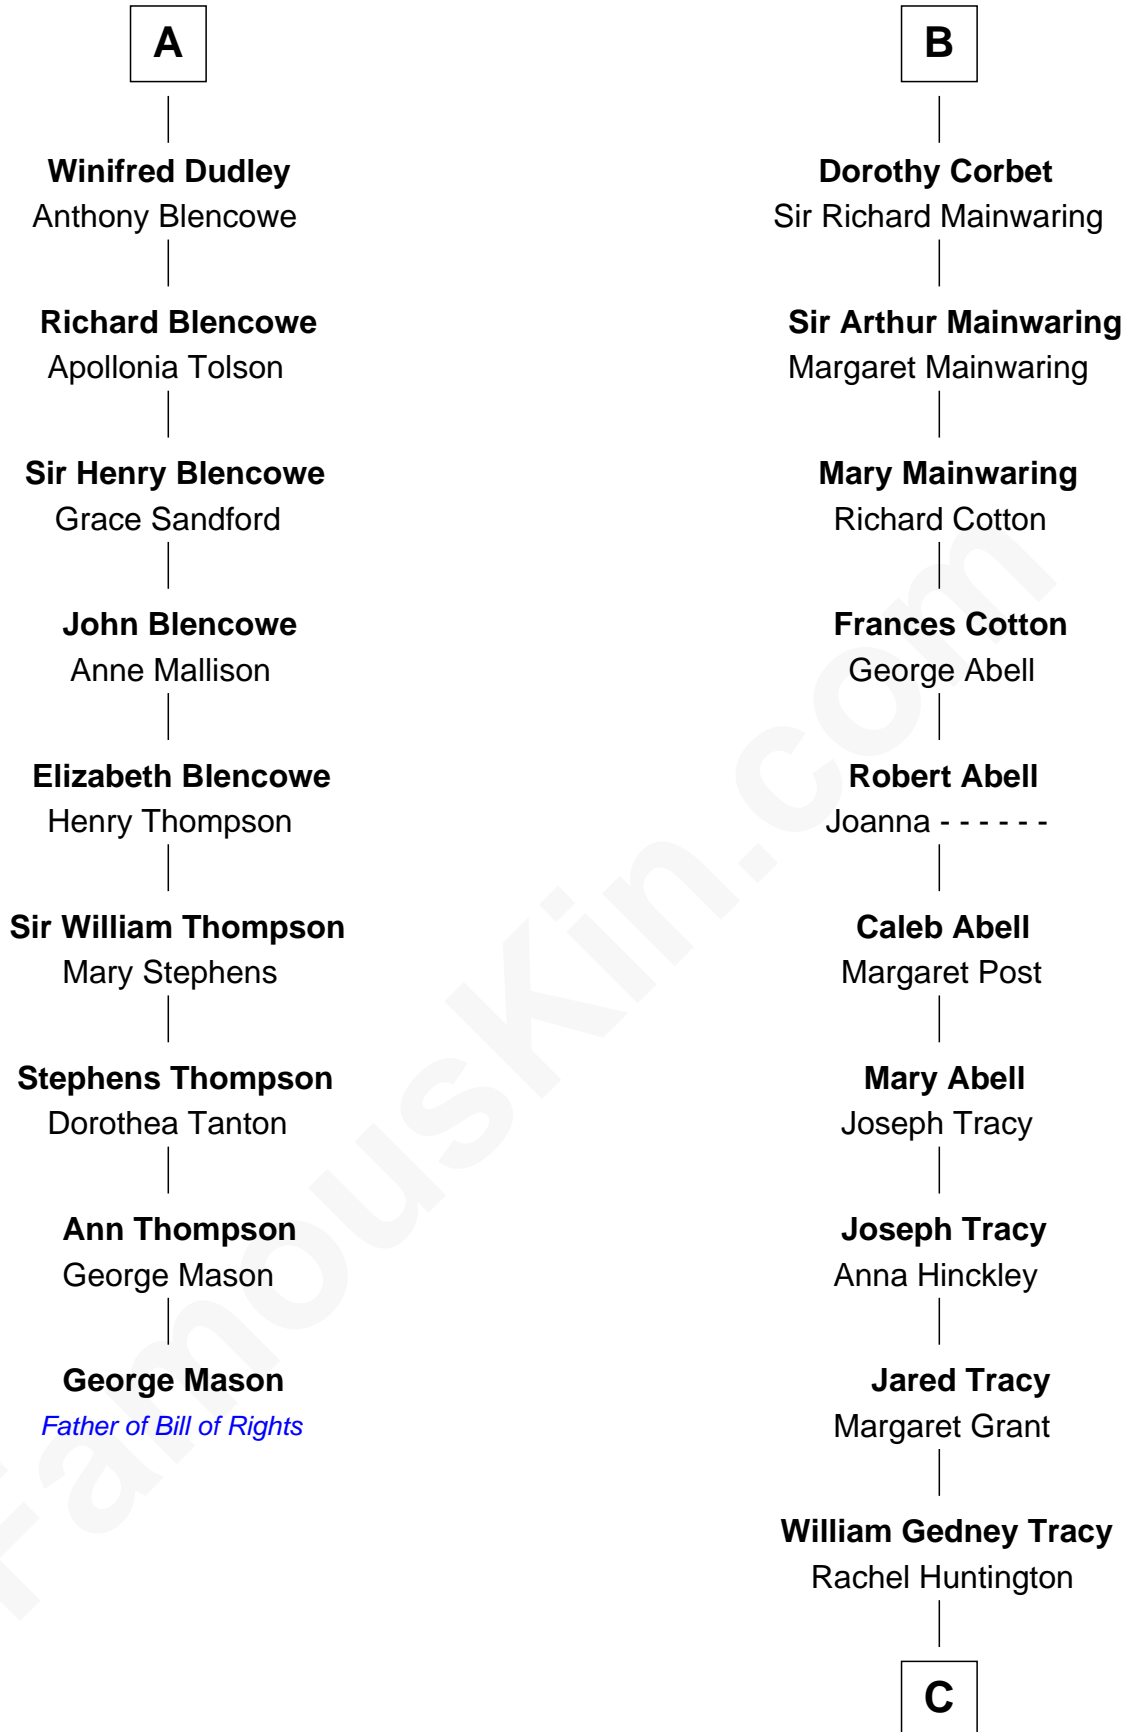 A
Winifred Dudley
Anthony Blencowe
Richard Blencowe
Apollonia Tolson
Sir Henry Blencowe
Grace Sandford
John Blencowe
Anne Mallison
Elizabeth Blencowe
Henry Thompson
Sir William Thompson
Mary Stephens
Stephens Thompson
Dorothea Tanton
Ann Thompson
George Mason
George Mason
Father of Bill of Rights
B
Dorothy Corbet
Sir Richard Mainwaring
Sir Arthur Mainwaring
Margaret Mainwaring
Mary Mainwaring
Richard Cotton
Frances Cotton
George Abell
Robert Abell
Joanna - - - - - -
Caleb Abell
Margaret Post
Mary Abell
Joseph Tracy
Joseph Tracy
Anna Hinckley
Jared Tracy
Margaret Grant
William Gedney Tracy
Rachel Huntington
C
FamousKin.com